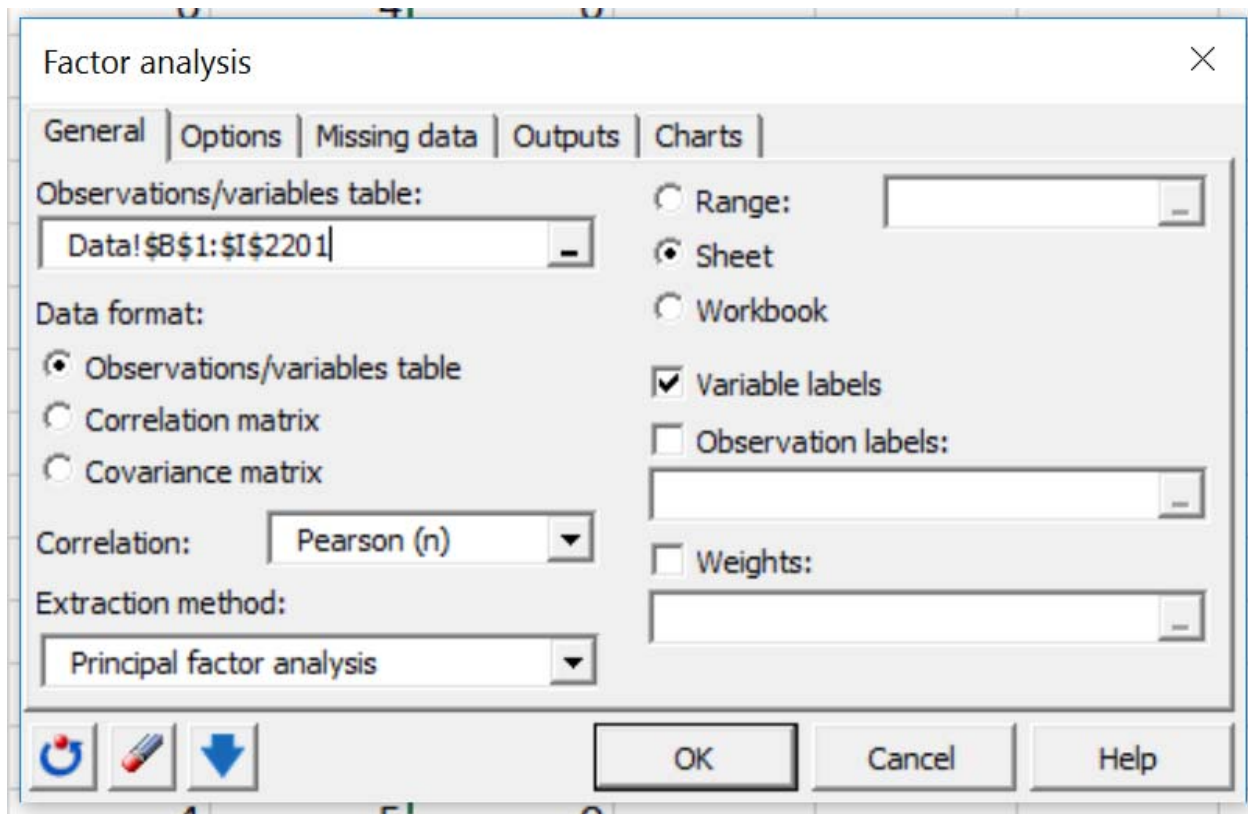 Factor analysis
General Options Missing data Outputs Charts
Observations/variables table:
Data!$B$1:$I$2201
Data format:
Observations/variables table
Correlation matrix
Covariance matrix
Correlation: Pearson (n)
Extraction method:
Principal factor analysis
Range:
Sheet
Workbook
Variable labels
Observation labels:
Weights:
OK Cancel Help